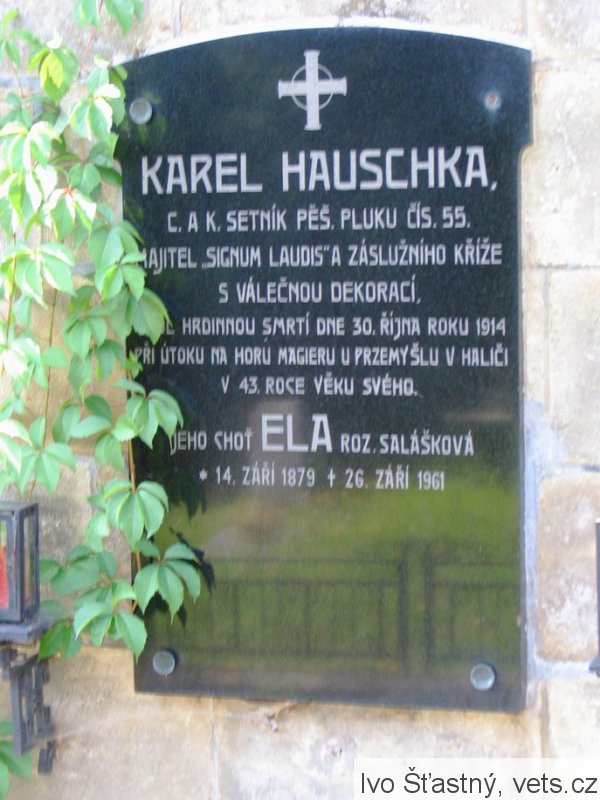 KAREL HAUSCHKA,
C. A K. SETNÍK PĚŠ. PLUKU ČÍS. 55.
MAJITEL „SIGNUM LAUDIS“ A ZÁSLUŽNÍHO KŘÍŽE
S VÁLEČNOU DEKORACÍ,
HRDINNOU SMRTÍ DNE 30. ŘÍJNA ROKU 1914
PŘI ÚTOKU NA HORU MAGIERU U PRZEMYŠLU V HALIČI
V 43. ROCE VĚKU SVÉHO.
JEHO CHOŤ ELA ROZ. SALÁŠKOVÁ
* 14. ZÁŘÍ 1879 + 26. ZÁŘÍ 1961
Ivo Šťastný, vets.cz